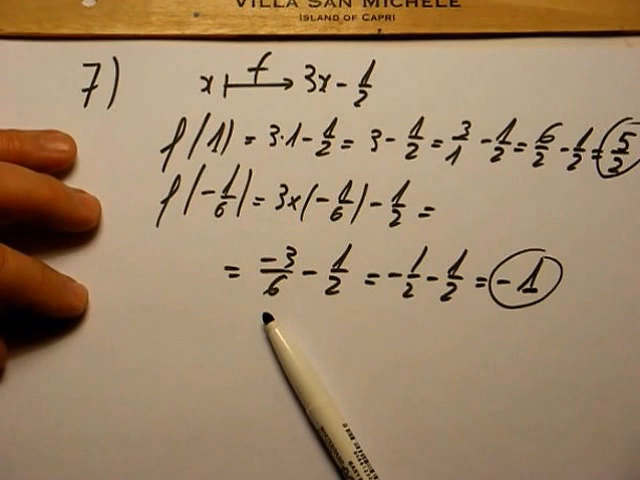 VILLA SAN MICHELE
ISLAND OF CAPRI
7) x ⟼ f 3x - 1/2
f(1) = 3·1 - 1/2 = 3 - 1/2 = 3/1 - 1/2 = 6/2 - 1/2 = 5/2
f(-1/6) = 3×(-1/6) - 1/2 =
= -3/6 - 1/2 = -1/2 - 1/2 = -1